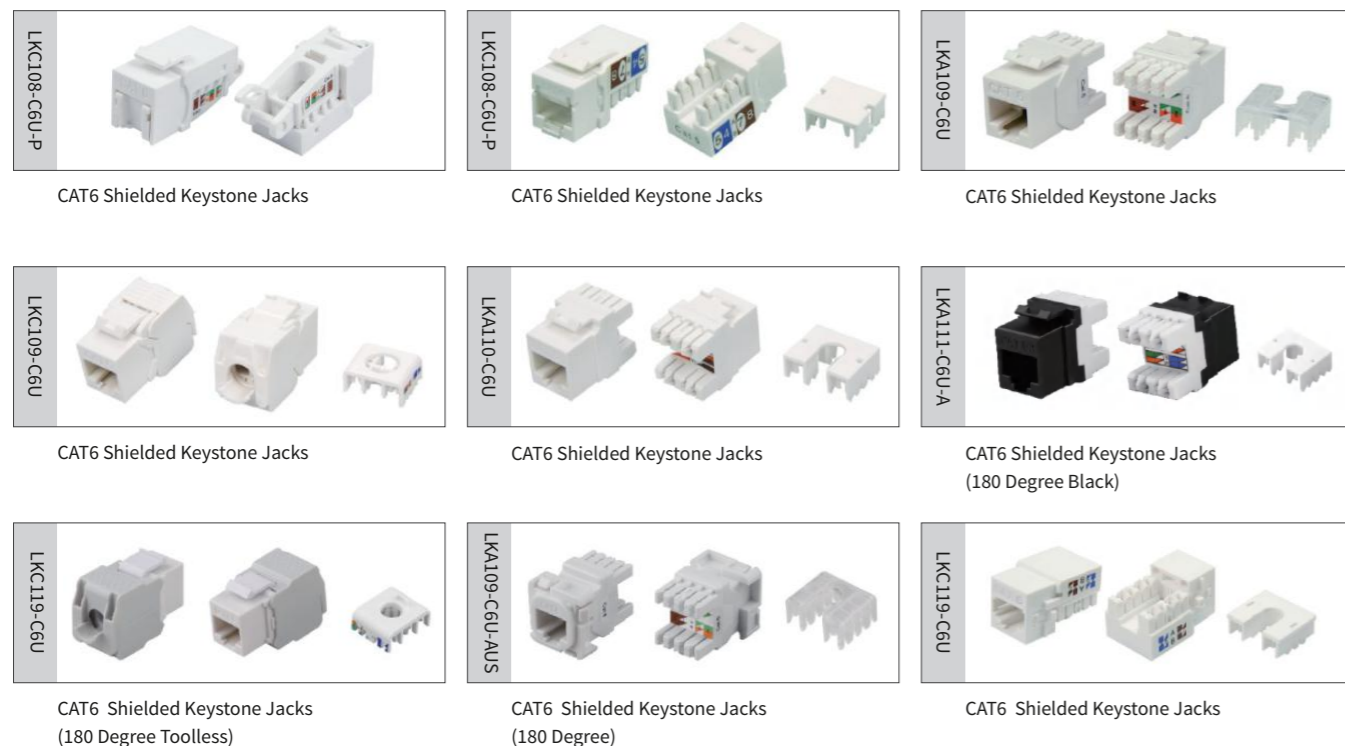 LKC108-C6U-P
CAT6 Shielded Keystone Jacks
LKC108-C6U-P
CAT6 Shielded Keystone Jacks
LKA109-C6U
CAT6 Shielded Keystone Jacks
LKC109-C6U
CAT6 Shielded Keystone Jacks
LKA110-C6U
CAT6 Shielded Keystone Jacks
LKA111-C6U-A
CAT6 Shielded Keystone Jacks
(180 Degree Black)
LKC119-C6U
CAT6 Shielded Keystone Jacks
(180 Degree Toolless)
LKA109-C6U-AUS
CAT6 Shielded Keystone Jacks
(180 Degree)
LKC119-C6U
CAT6 Shielded Keystone Jacks